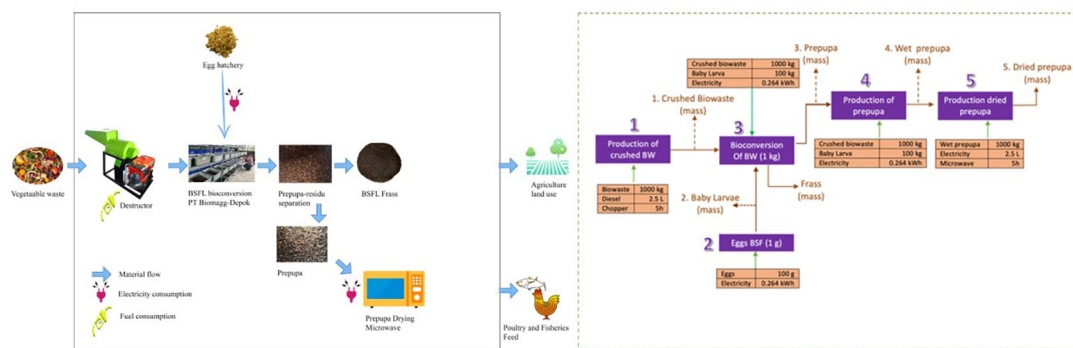 Egg hatchery
Vegetaable waste
Destructor
BSFL bioconversion
PT Biomagg-Depok
Prepupa-residu
separation
BSFL Frass
Agriculture
land use
Prepupa
Material flow
Electricity consumption
Fuel consumption
Prepupa Drying
Microwave
Poultry and Fisherics
Feed
Crushed biowaste 1000 kg
Baby Larva 100 kg
Electricity 0.264 kWh
3. Prepupa
(mass)
4. Wet prepupa
(mass)
5. Dried prepupa
(mass)
1. Crushed Biowaste
(mass)
4
Production of
prepupa
5
Production dried
prepupa
1
Production of
crushed BW
3
Bioconversion
Of BW (1 kg)
Crushed biowaste 1000 kg
Baby Larva 100 kg
Electricity 0.264 kWh
Wet prepupa 1000 kg
Electricity 2.5 L
Microwave 5h
Biowaste 1000 kg
Diesel 2.5 L
Chopper 5h
Frass
(mass)
2. Baby Larvae
(mass)
2
Eggs BSF (1 g)
Eggs 100 g
Electricity 0.264 kWh